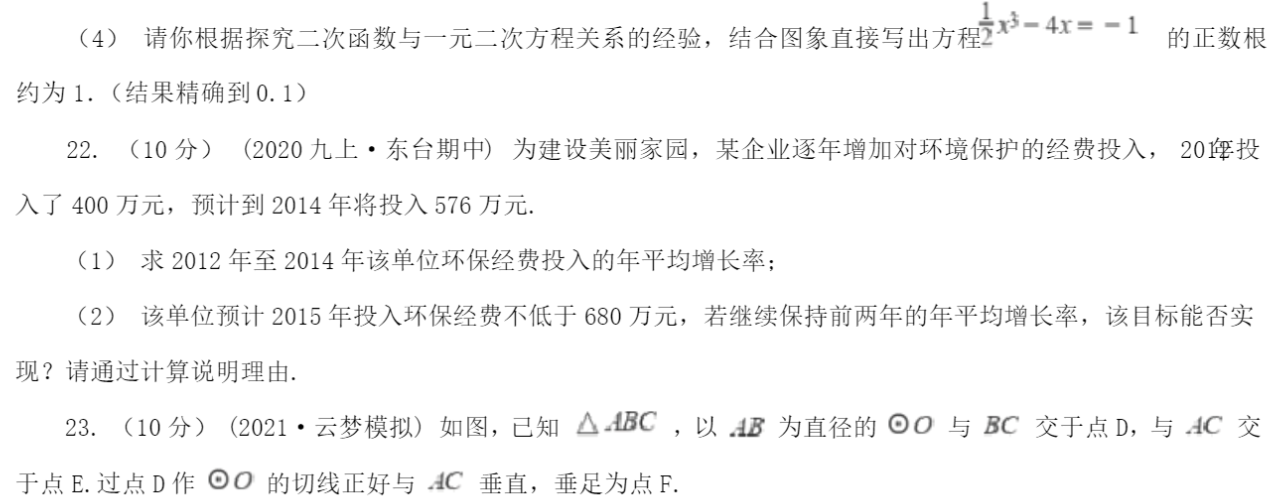 （4） 请你根据探究二次函数与一元二次方程关系的经验，结合图象直接写出方程 \frac{1}{2}x³－4x＝－1 的正数根
约为 1.（结果精确到 0.1）
22. （10 分） (2020 九上·东台期中) 为建设美丽家园，某企业逐年增加对环境保护的经费投入， 2012年投
入了 400 万元，预计到 2014 年将投入 576 万元.
（1） 求 2012 年至 2014 年该单位环保经费投入的年平均增长率；
（2） 该单位预计 2015 年投入环保经费不低于 680 万元，若继续保持前两年的年平均增长率，该目标能否实
现？请通过计算说明理由.
23. （10 分） (2021·云梦模拟) 如图，已知 △ABC ，以 AB 为直径的 ⊙O 与 BC 交于点 D，与 AC 交
于点 E.过点 D 作 ⊙O 的切线正好与 AC 垂直，垂足为点 F.